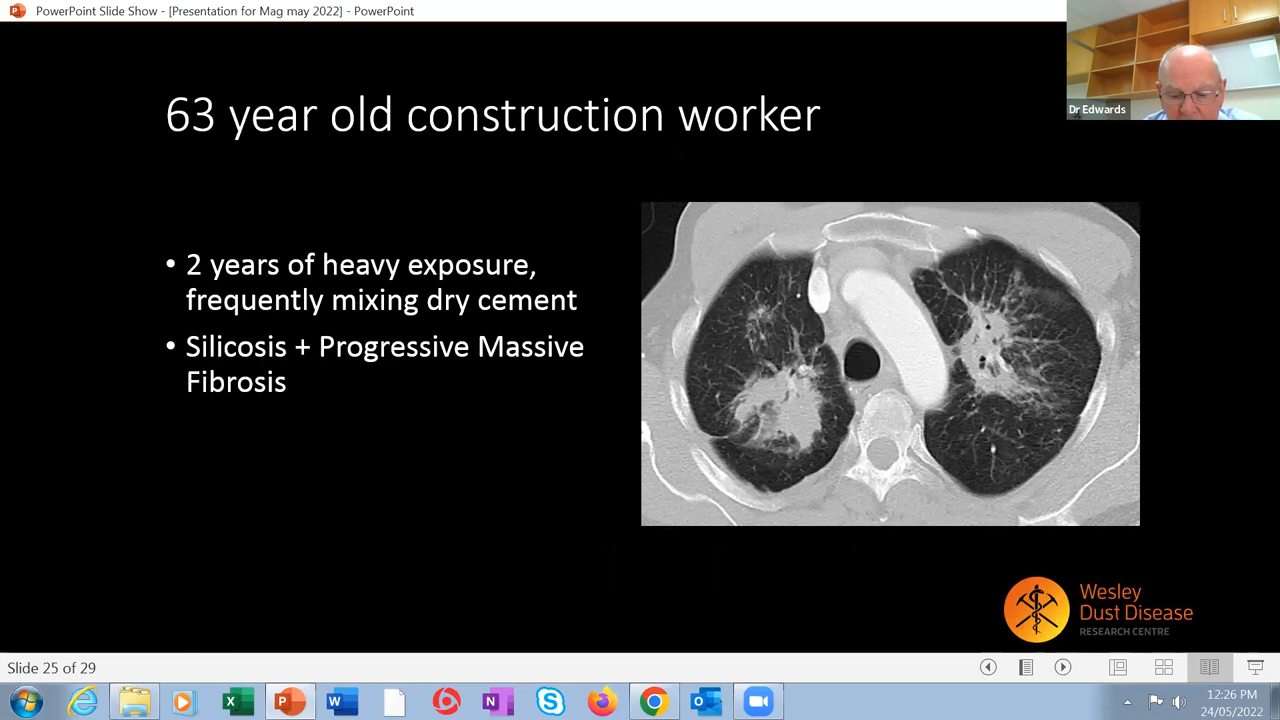 PowerPoint Slide Show - [Presentation for Mag may 2022] - PowerPoint
Dr Edwards
63 year old construction worker
• 2 years of heavy exposure,
frequently mixing dry cement
• Silicosis + Progressive Massive
Fibrosis
Wesley
Dust Disease
RESEARCH CENTRE
Slide 25 of 29
12:26 PM
24/05/2022